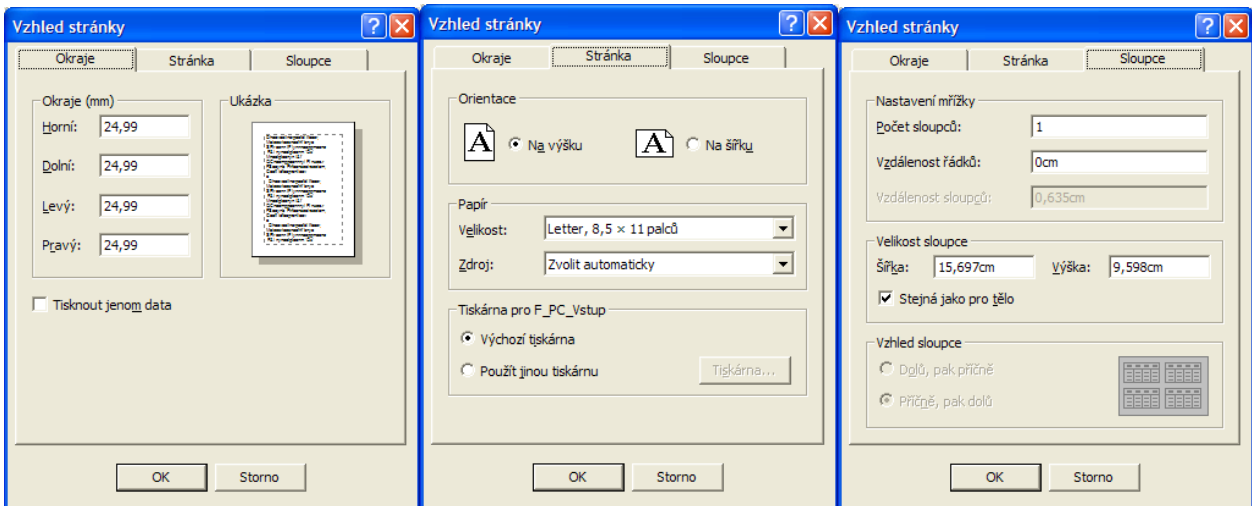 Vzhled stránky
Okraje Stránka Sloupce
Okraje (mm)
Horní: 24,99
Dolní: 24,99
Levý: 24,99
Pravý: 24,99
Ukázka
Tisknout jenom data
OK Storno
Vzhled stránky
Okraje Stránka Sloupce
Orientace
A Na výšku A Na šířku
Papír
Velikost: Letter, 8,5 × 11 palců
Zdroj: Zvolit automaticky
Tiskárna pro F_PC_Vstup
Výchozí tiskárna
Použít jinou tiskárnu Tiskárna...
OK Storno
Vzhled stránky
Okraje Stránka Sloupce
Nastavení mřížky
Počet sloupců: 1
Vzdálenost řádků: 0cm
Vzdálenost sloupců: 0,635cm
Velikost sloupce
Šířka: 15,697cm Výška: 9,598cm
Stejná jako pro tělo
Vzhled sloupce
Dolů, pak příčně
Příčně, pak dolů
OK Storno